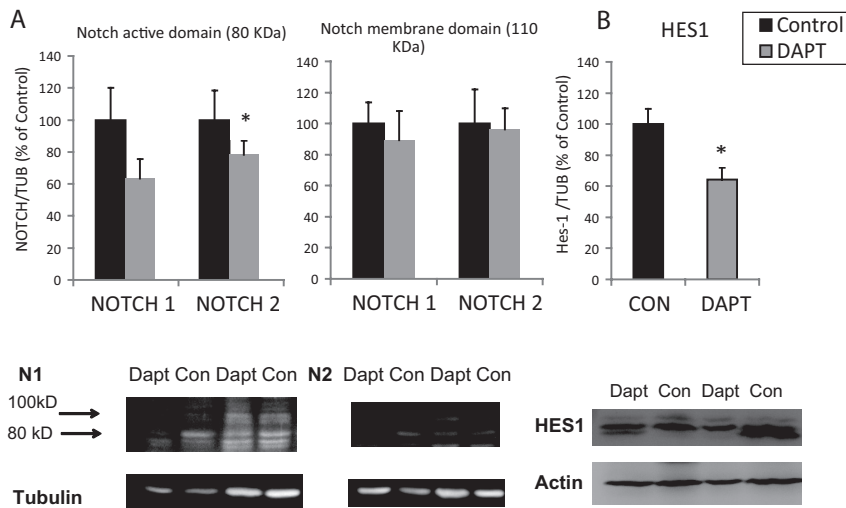 A
Notch active domain (80 KDa)
NOTCH/TUB (% of Control)
140
120
100
80
60
40
20
0
*
NOTCH 1
NOTCH 2
Notch membrane domain (110 KDa)
140
120
100
80
60
40
20
0
NOTCH 1
NOTCH 2
B
HES1
Control
DAPT
Hes-1 /TUB (% of Control)
140
120
100
80
60
40
20
0
*
CON
DAPT
N1
Dapt Con Dapt Con
100kD
80 kD
Tubulin
N2
Dapt Con Dapt Con
Dapt Con Dapt Con
HES1
Actin